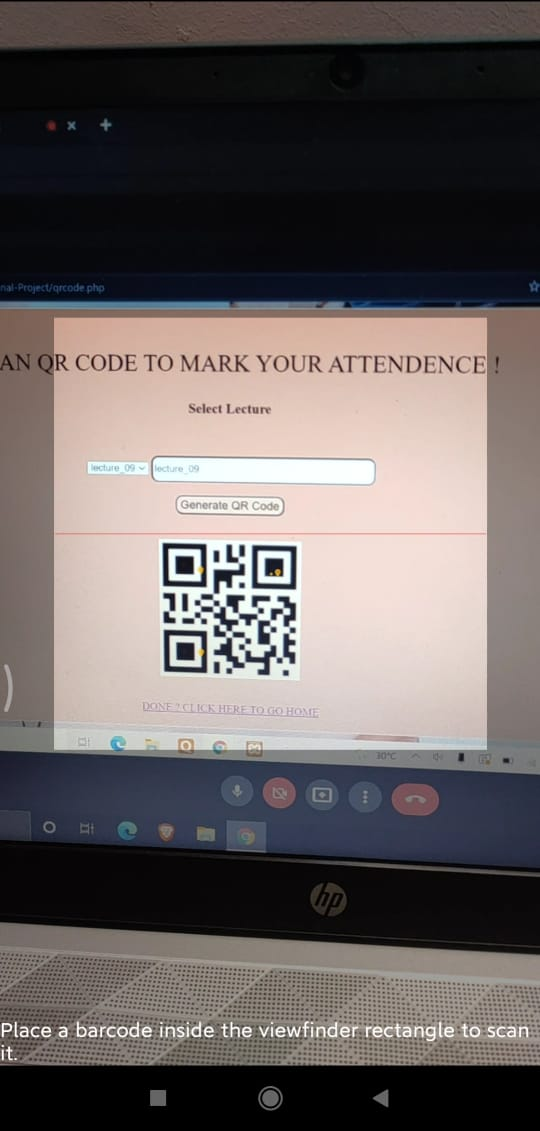 nal-Project/qrcode.php
AN QR CODE TO MARK YOUR ATTENDENCE !
Select Lecture
lecture_09 lecture_09
Generate QR Code
DONE ? CLICK HERE TO GO HOME
30°C
hp
Place a barcode inside the viewfinder rectangle to scan
it.